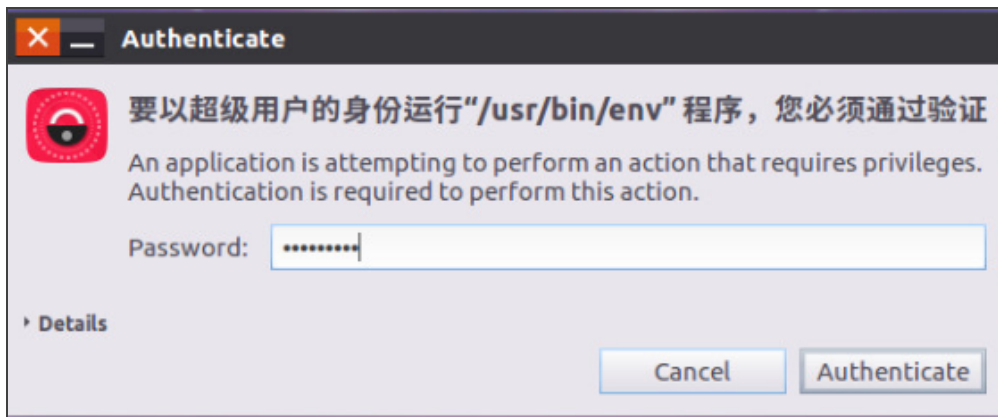 Authenticate
要以超级用户的身份运行“/usr/bin/env” 程序，您必须通过验证
An application is attempting to perform an action that requires privileges.
Authentication is required to perform this action.
Password: •••••••••
Details
Cancel Authenticate